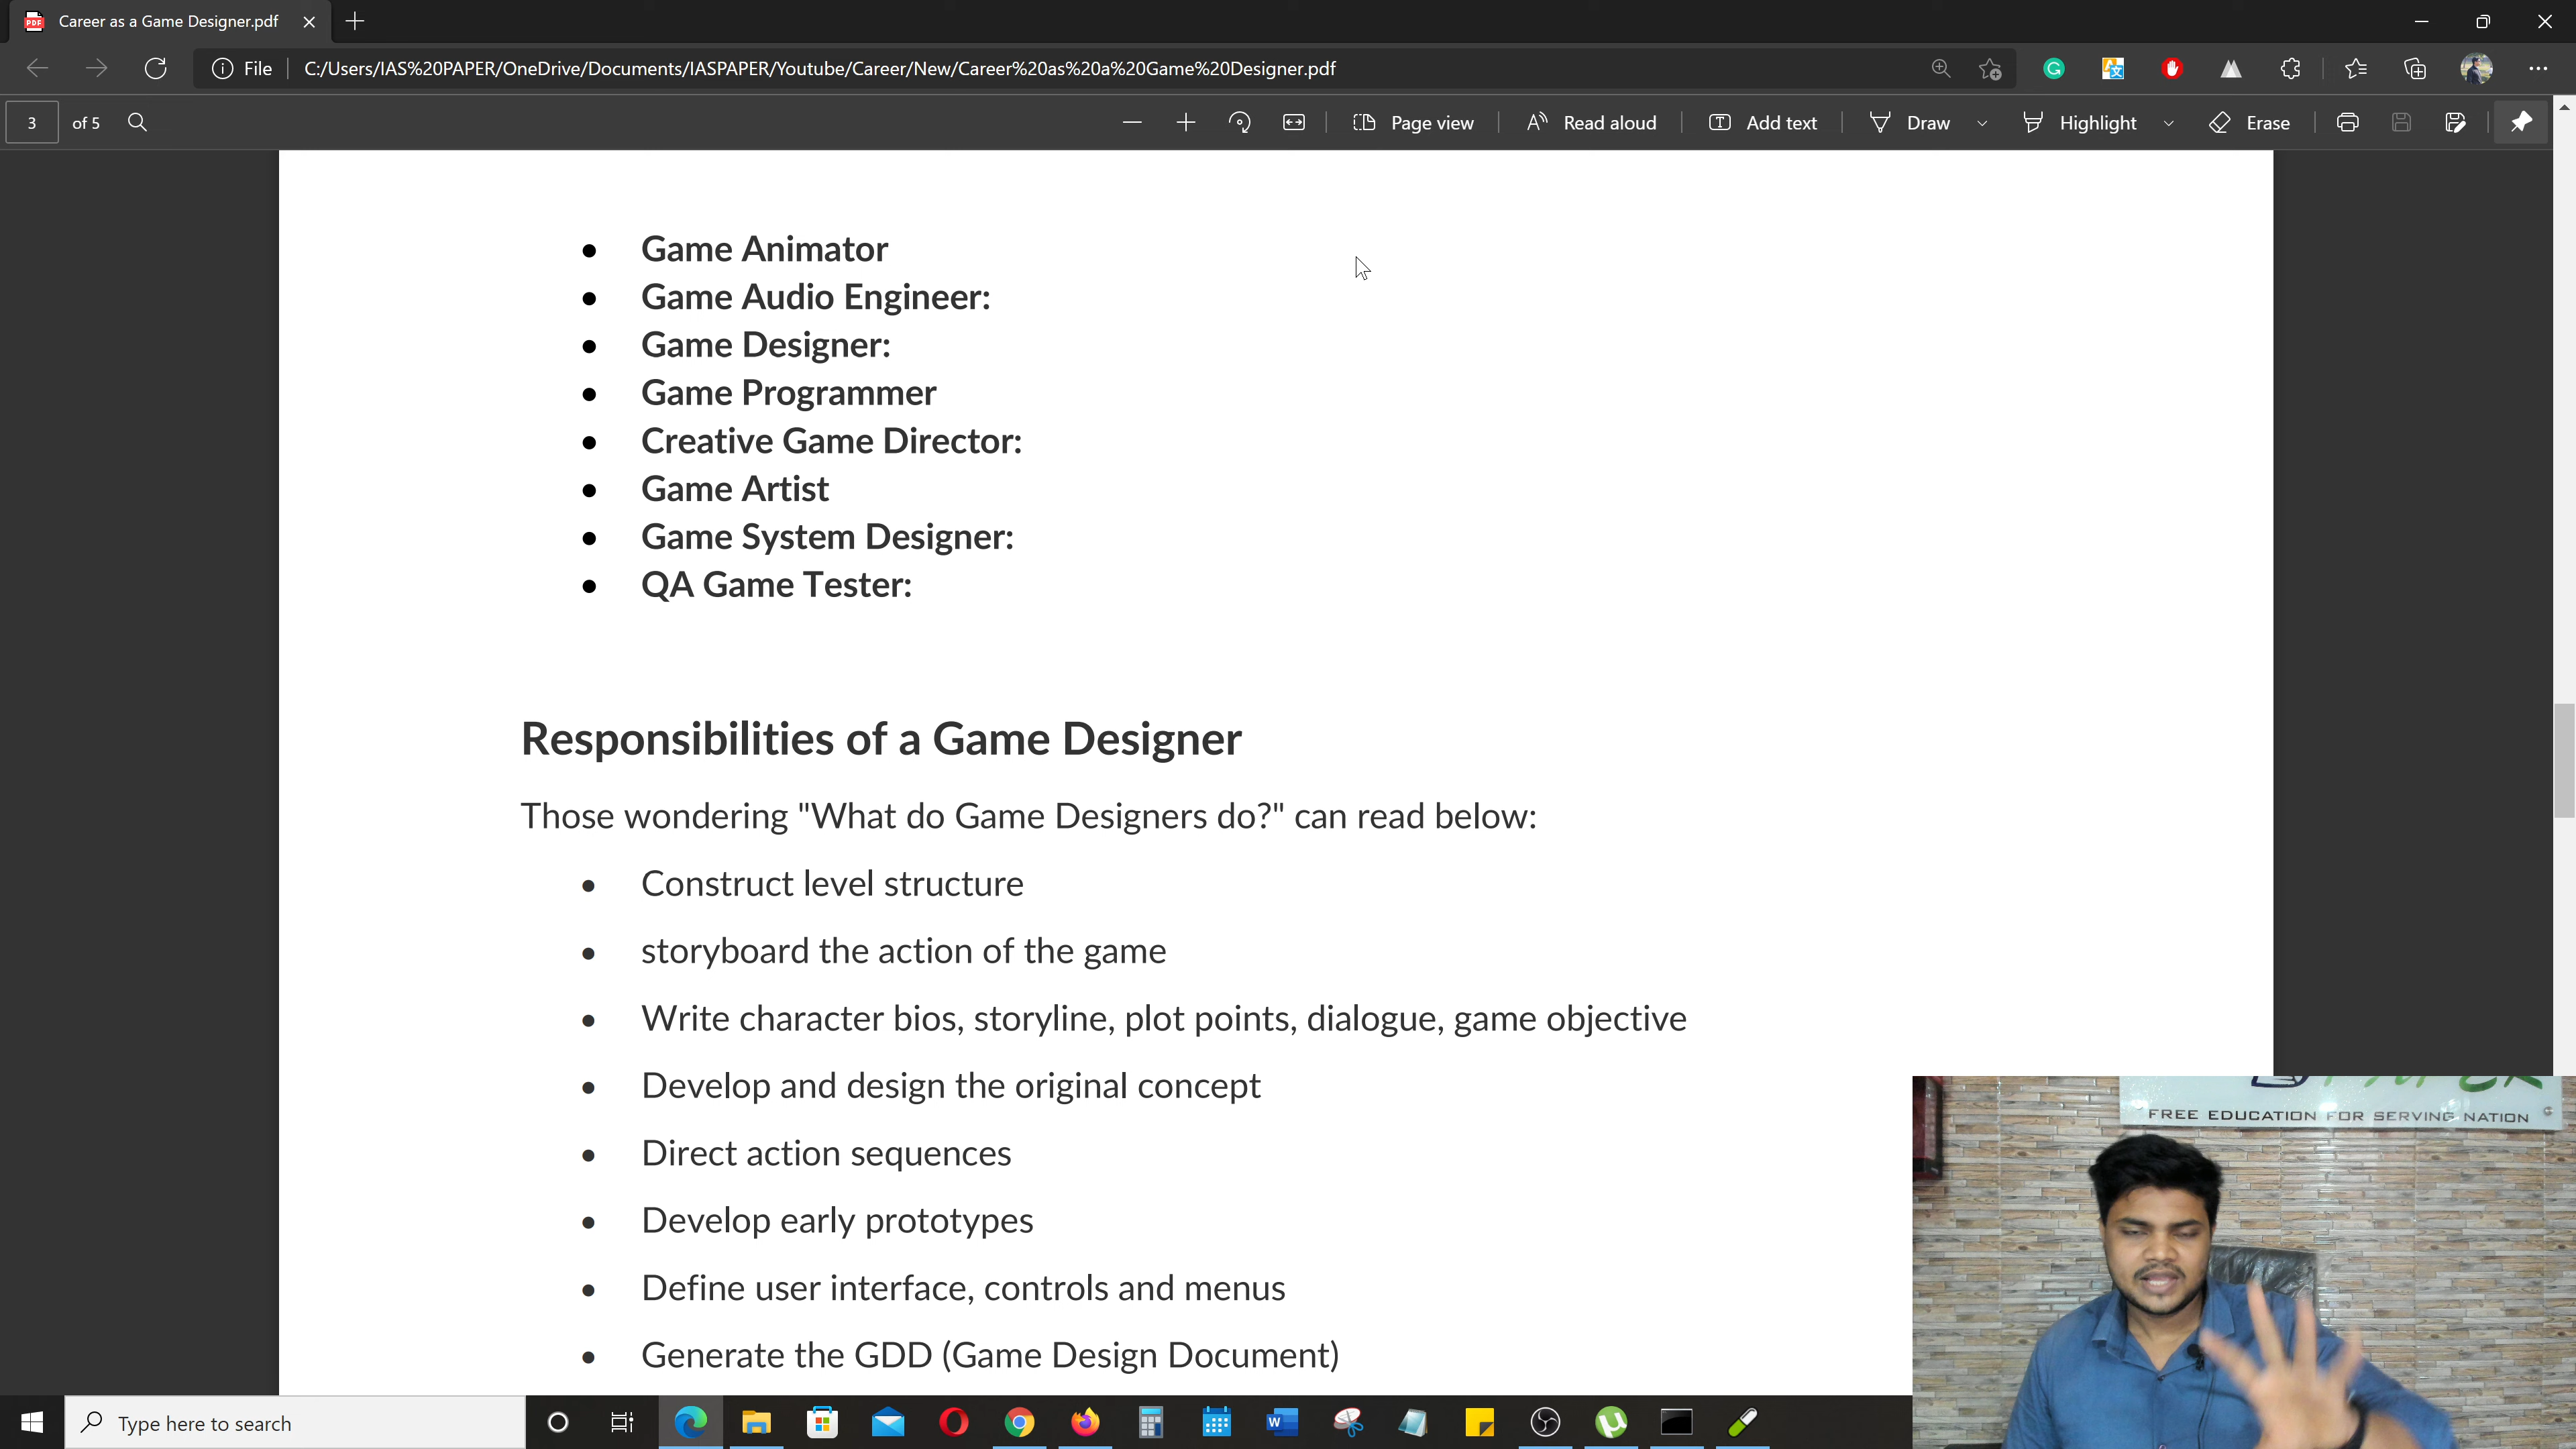 Career as a Game Designer.pdf
File
C:/Users/IAS%20PAPER/OneDrive/Documents/IASPAPER/Youtube/Career/New/Career%20as%20a%20Game%20Designer.pdf
3 of 5
Page view
Read aloud
Add text
Draw
Highlight
Erase
• Game Animator
• Game Audio Engineer:
• Game Designer:
• Game Programmer
• Creative Game Director:
• Game Artist
• Game System Designer:
• QA Game Tester:
Responsibilities of a Game Designer
Those wondering "What do Game Designers do?" can read below:
• Construct level structure
• storyboard the action of the game
• Write character bios, storyline, plot points, dialogue, game objective
• Develop and design the original concept
• Direct action sequences
• Develop early prototypes
• Define user interface, controls and menus
• Generate the GDD (Game Design Document)
FREE EDUCATION FOR SERVING NATION
Type here to search